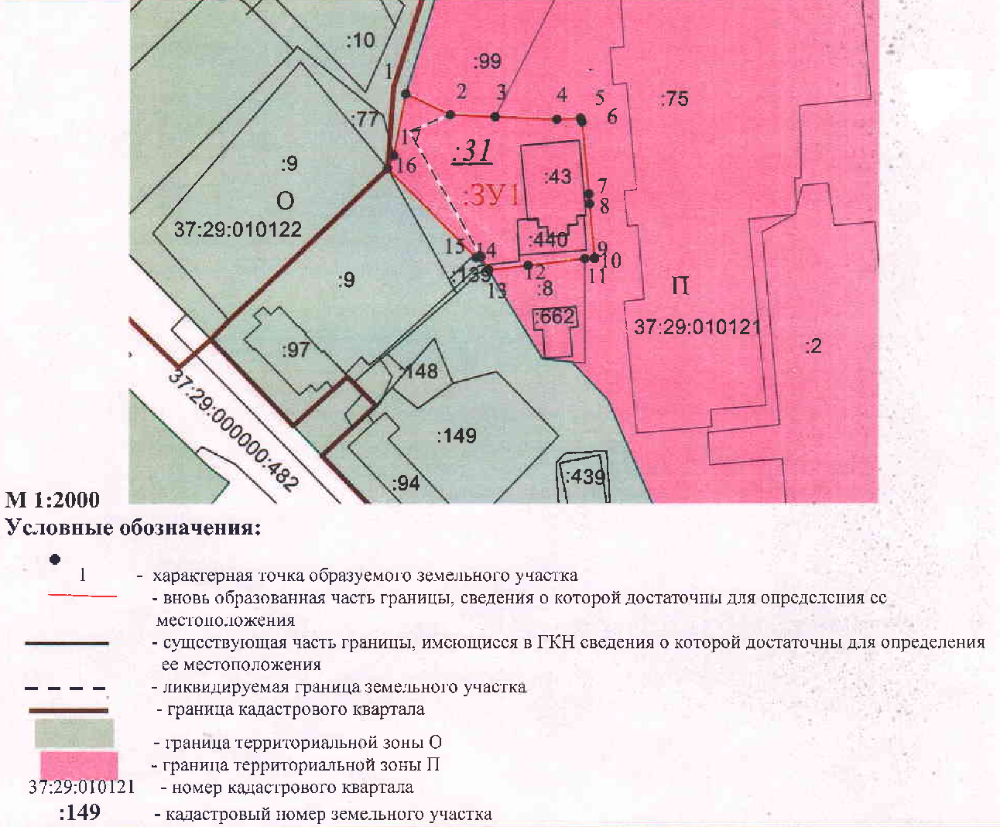 :10
:99
1
2
3
4
5
6
:75
:77
17
:31
:9
16
:43
О
:ЗУ1
7
8
37:29:010122
:440
15
14
9
10
:9
:139
12
11
13
:8
П
:662
37:29:010121
:97
:2
:148
37:29:000000:482
:149
:94
:439
М 1:2000
Условные обозначения:
1 - характерная точка образуемого земельного участка
- вновь образованная часть границы, сведения о которой достаточны для определения ее
местоположения
- существующая часть границы, имеющиеся в ГКН сведения о которой достаточны для определения
ее местоположения
- ликвидируемая граница земельного участка
- граница кадастрового квартала
- граница территориальной зоны О
- граница территориальной зоны П
37:29:010121 - номер кадастрового квартала
:149 - кадастровый номер земельного участка